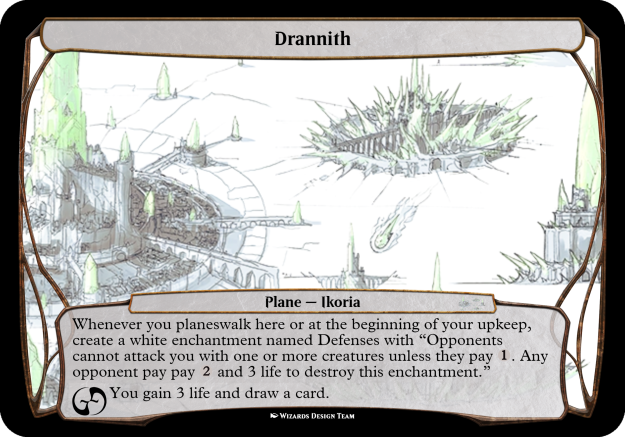 Drannith
Plane — Ikoria
Whenever you planeswalk here or at the beginning of your upkeep,
create a white enchantment named Defenses with “Opponents
cannot attack you with one or more creatures unless they pay 1 . Any
opponent pay pay 2 and 3 life to destroy this enchantment.”
You gain 3 life and draw a card.
Wizards Design Team